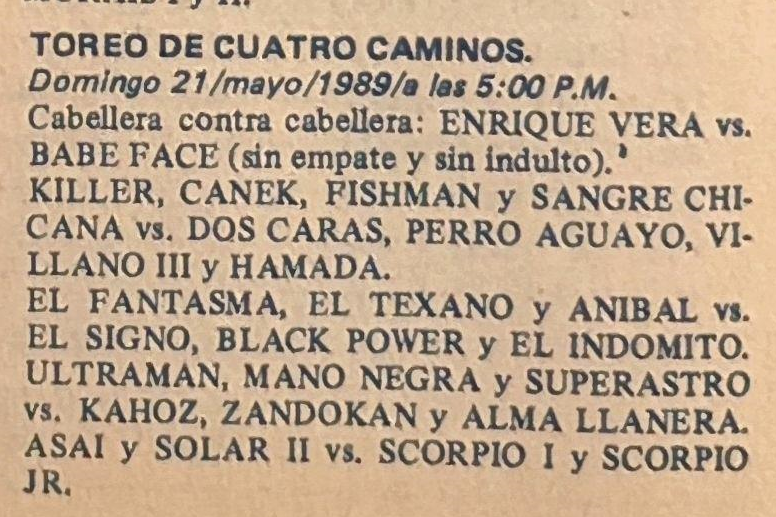 TOREO DE CUATRO CAMINOS.
Domingo 21/mayo/1989/a las 5:00 P.M.
Cabellera contra cabellera: ENRIQUE VERA vs.
BABE FACE (sin empate y sin indulto).
KILLER, CANEK, FISHMAN y SANGRE CHI-
CANA vs. DOS CARAS, PERRO AGUAYO, VI-
LLANO III y HAMADA.
EL FANTASMA, EL TEXANO y ANIBAL vs.
EL SIGNO, BLACK POWER y EL INDOMITO.
ULTRAMAN, MANO NEGRA y SUPERASTRO
vs. KAHOZ, ZANDOKAN y ALMA LLANERA.
ASAI y SOLAR II vs. SCORPIO I y SCORPIO
JR.